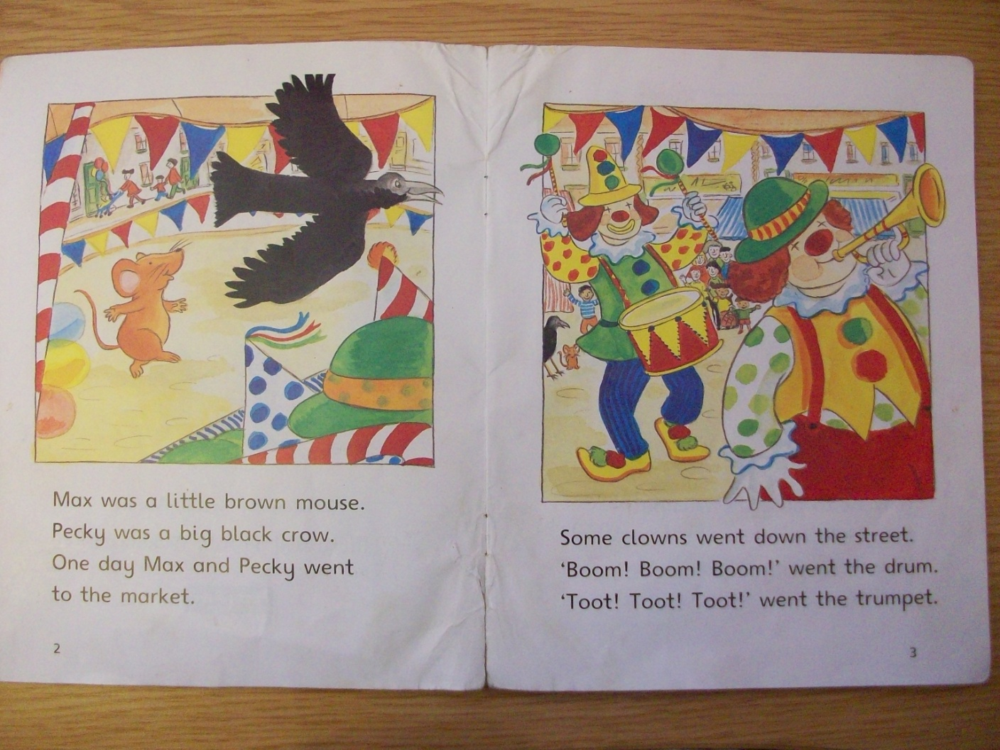 Max was a little brown mouse.
Pecky was a big black crow.
One day Max and Pecky went
to the market.
2
Some clowns went down the street.
‘Boom! Boom! Boom!’ went the drum.
‘Toot! Toot! Toot!’ went the trumpet.
3